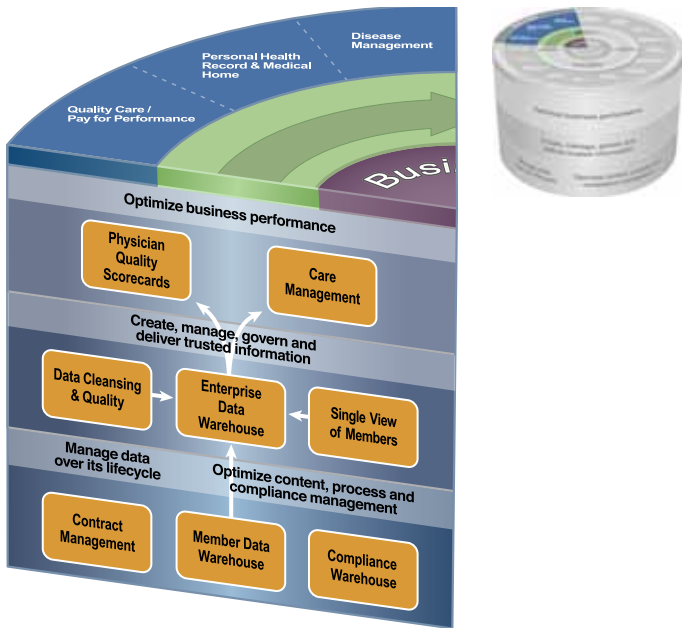 Disease
Management
Personal Health
Record & Medical
Home
Quality Care /
Pay for Performance
Busi
Optimize business performance
Physician
Quality
Scorecards
Care
Management
Create, manage, govern and
deliver trusted information
Data Cleansing
& Quality
Enterprise
Data
Warehouse
Single View
of Members
Manage data
over its lifecycle
Optimize content, process and
compliance management
Contract
Management
Member Data
Warehouse
Compliance
Warehouse